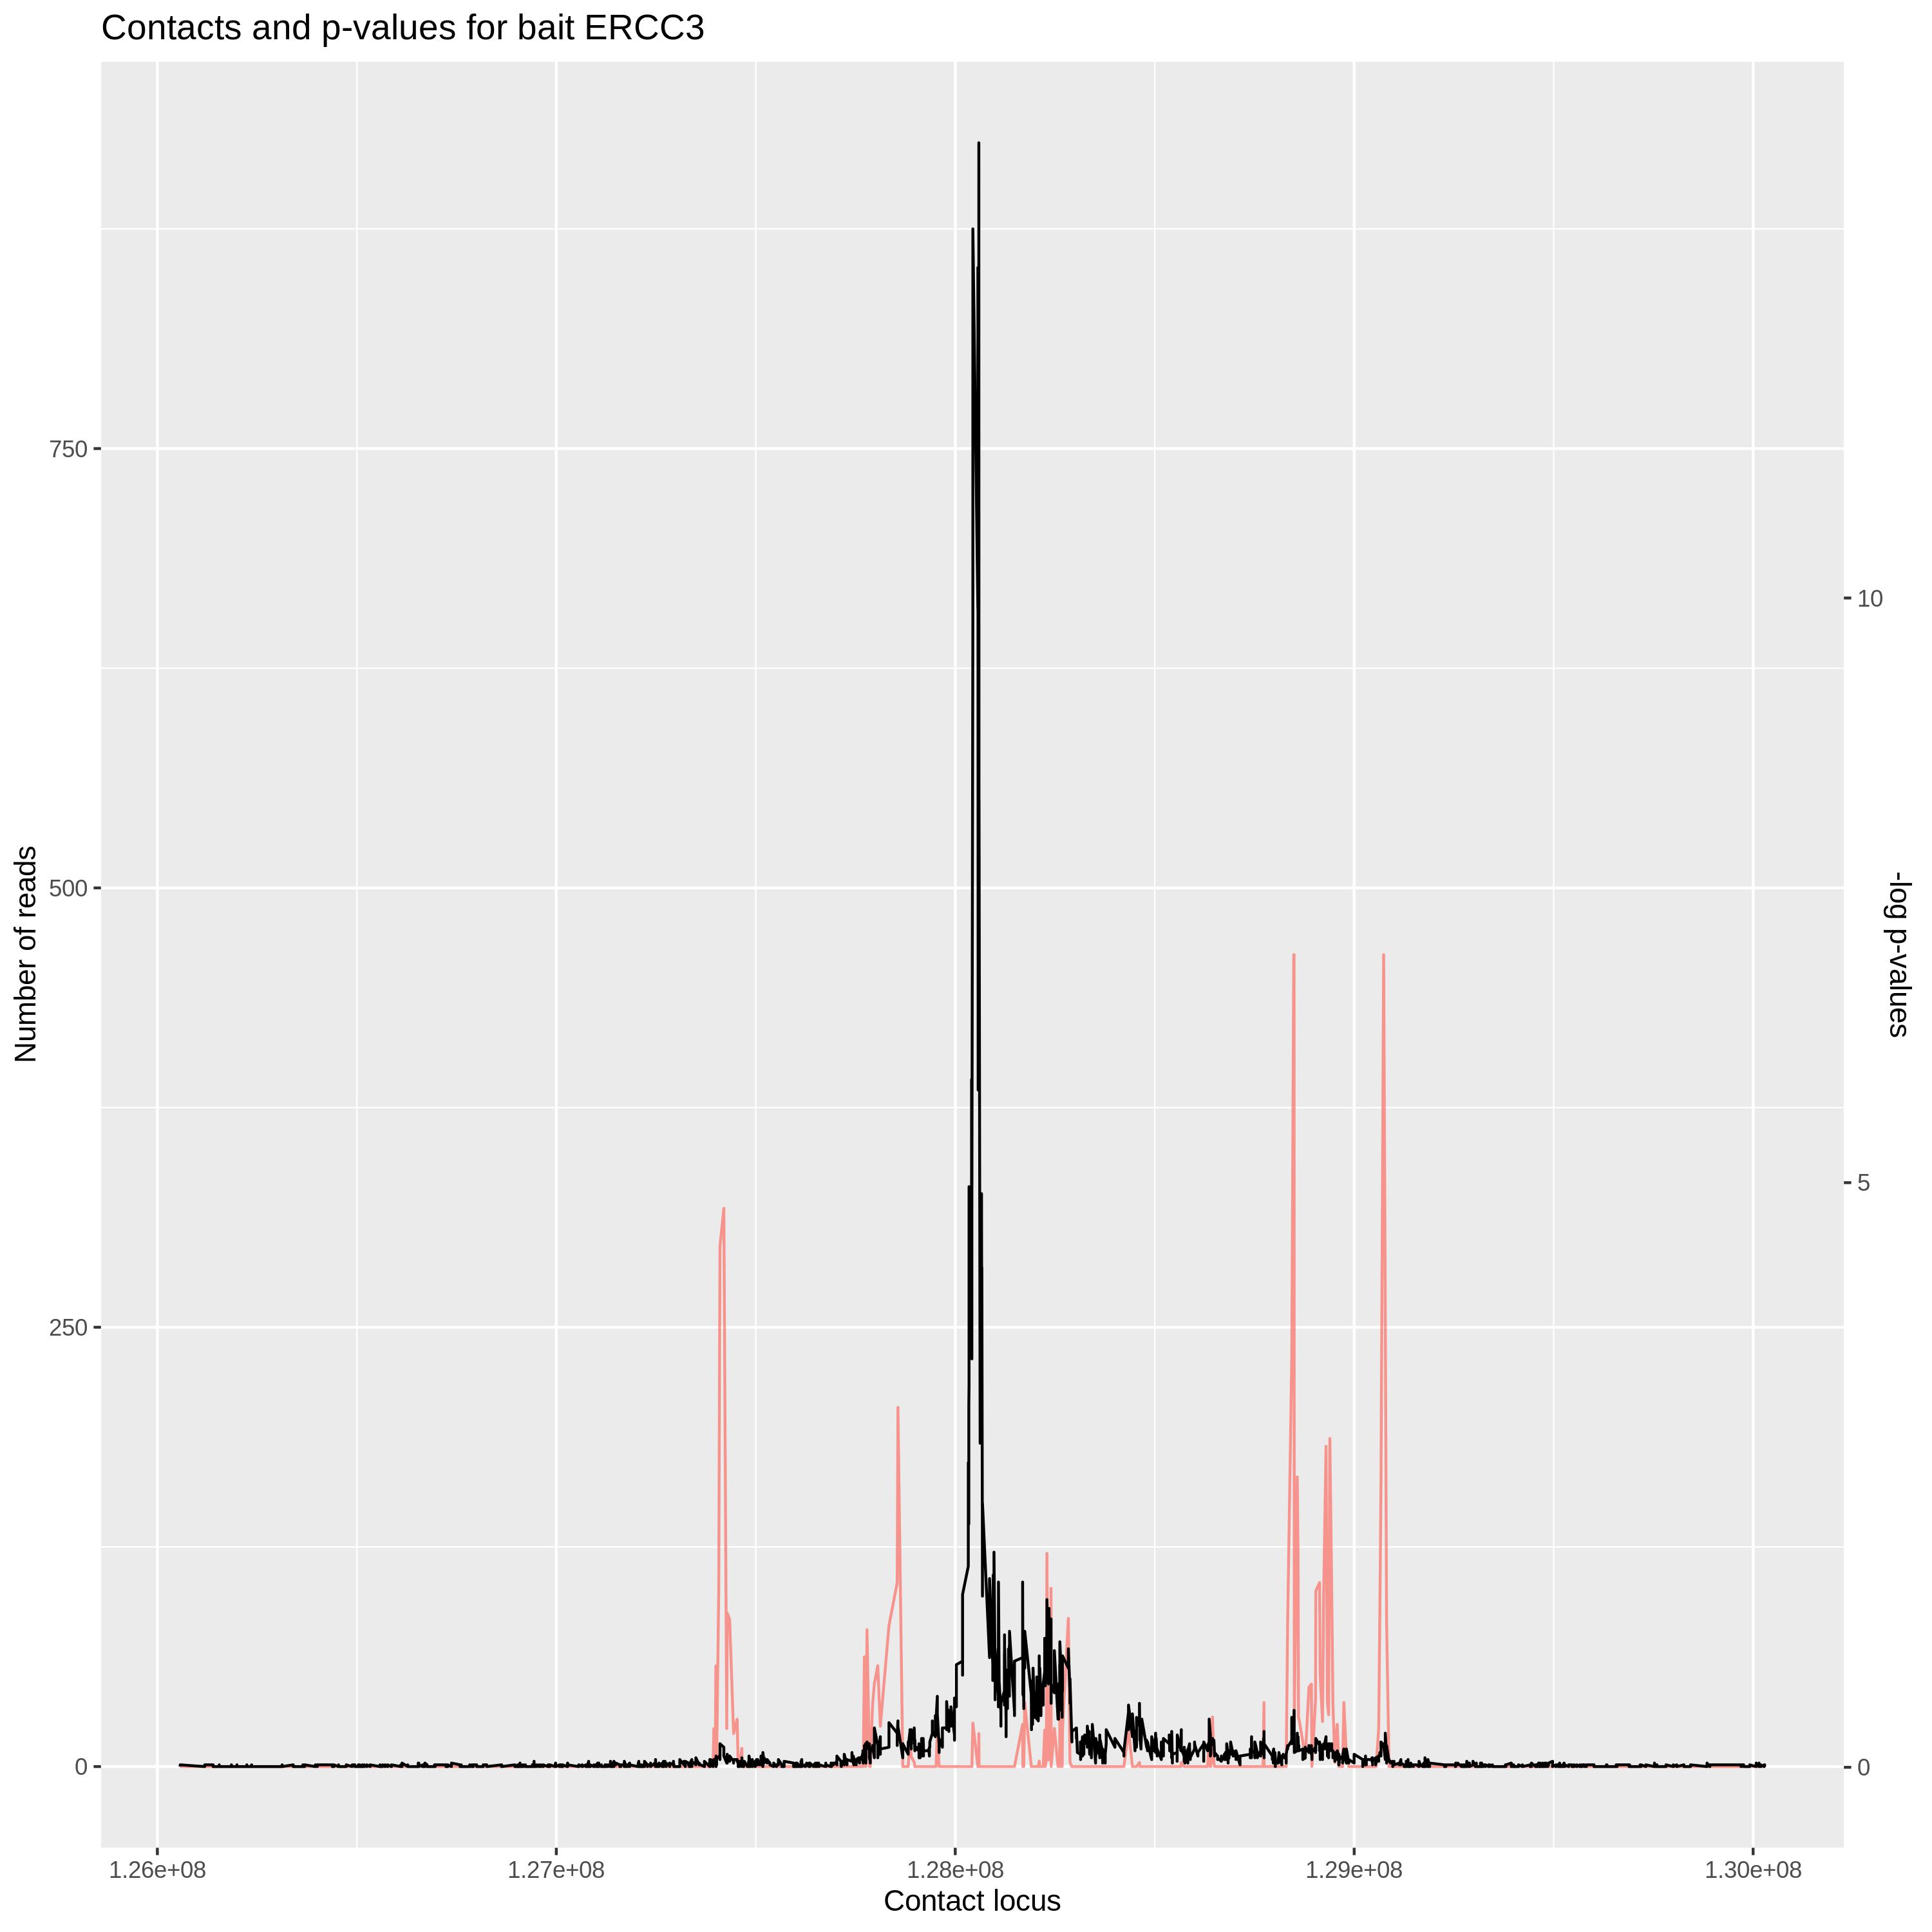 Contacts and p-values for bait ERCC3
Number of reads
750
500
250
0
-log p-values
10
5
0
1.26e+08
1.27e+08
1.28e+08
1.29e+08
1.30e+08
Contact locus